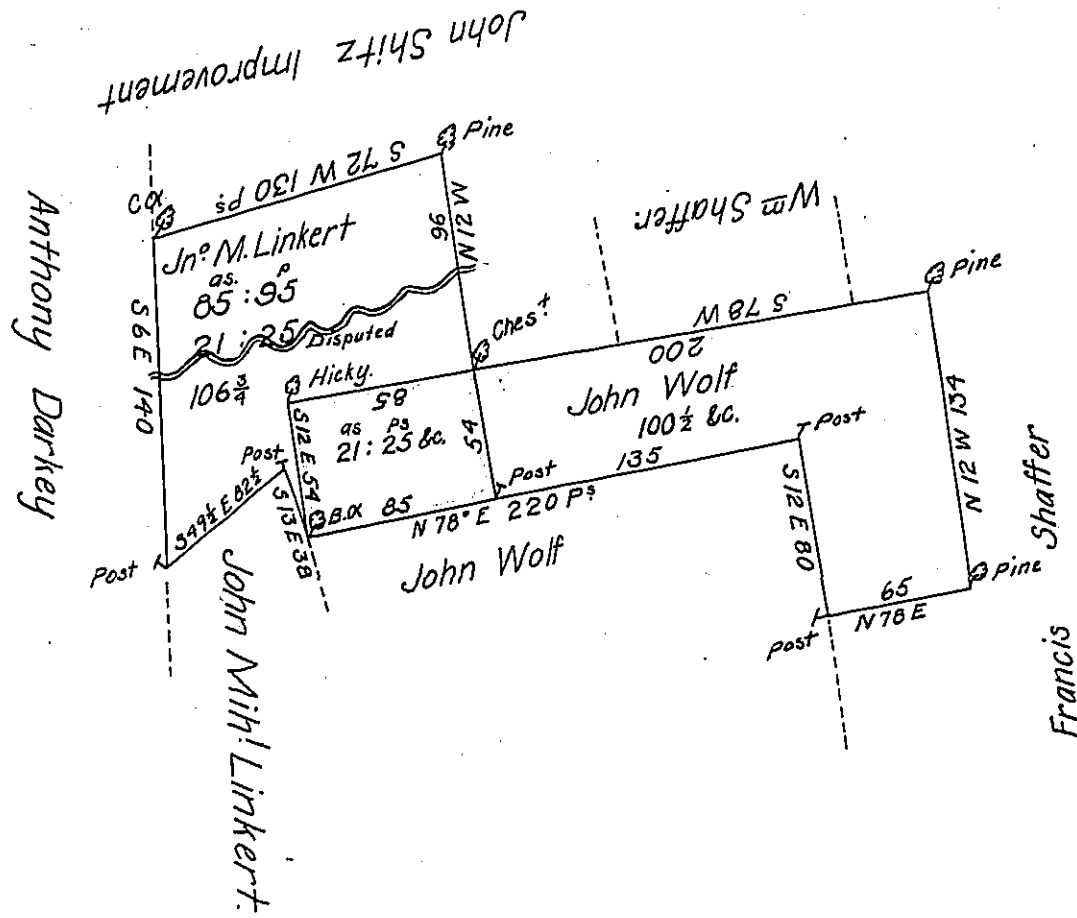 John Shitz Improvement
Pine
S 72 W 130 Ps
C.O.
Jno. M. Linkert
as. p
85 : 95
21 : 25 Disputed
106 3/4
N 12 W
96
Wm Shaffer.
Pine
S 78 W
200
Chest
Anthony Darkey
S 6 E 140
Hicky.
85
as Ps
21 : 25 &c.
54
S 12 E 54
John Wolf
100 1/2 &c.
Post
135
Post
N 12 W 134
Post
S 49 1/2 E 82 1/2
S 13 E 38
B.O. 85
N 78° E 220 Ps
John Wolf
S 12 E 80
Post
John Mihl Linkert.
65
N 78 E
Post
Pine
Francis Shaffer